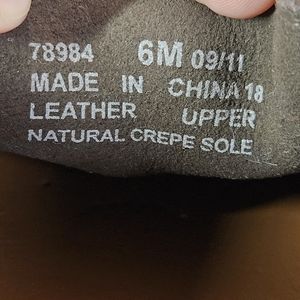 78984 6M 09/11
MADE IN CHINA 18
LEATHER UPPER
NATURAL CREPE SOLE